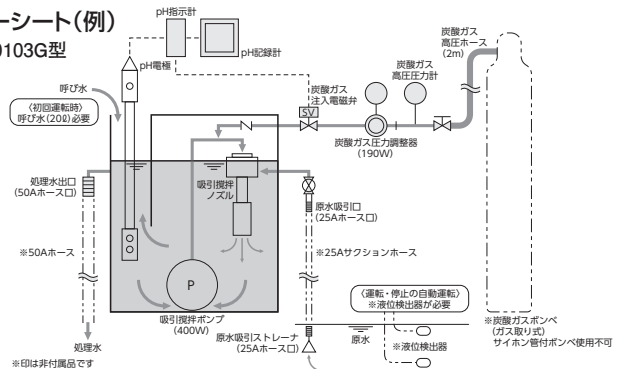 ーシート(例)
0103G型
pH指示計
pH記録計
pH電極
呼び水
〈初回運転時〉
呼び水(20ℓ)必要
処理水出口
(50Aホース口)
※50Aホース
処理水
※印は非付属品です
炭酸ガス
注入電磁弁
SV
炭酸ガス
高圧圧力計
炭酸ガス
高圧ホース
(2m)
炭酸ガス圧力調整器
(190W)
吸引撹拌
ノズル
原水吸引口
(25Aホース口)
※25Aサクションホース
P
吸引撹拌ポンプ
(400W)
原水吸引ストレーナ
(25Aホース口)
〈運転・停止の自動運転〉
※液位検出器が必要
原水
※液位検出器
※炭酸ガスボンベ
(ガス取り式)
サイホン管付ボンベ使用不可